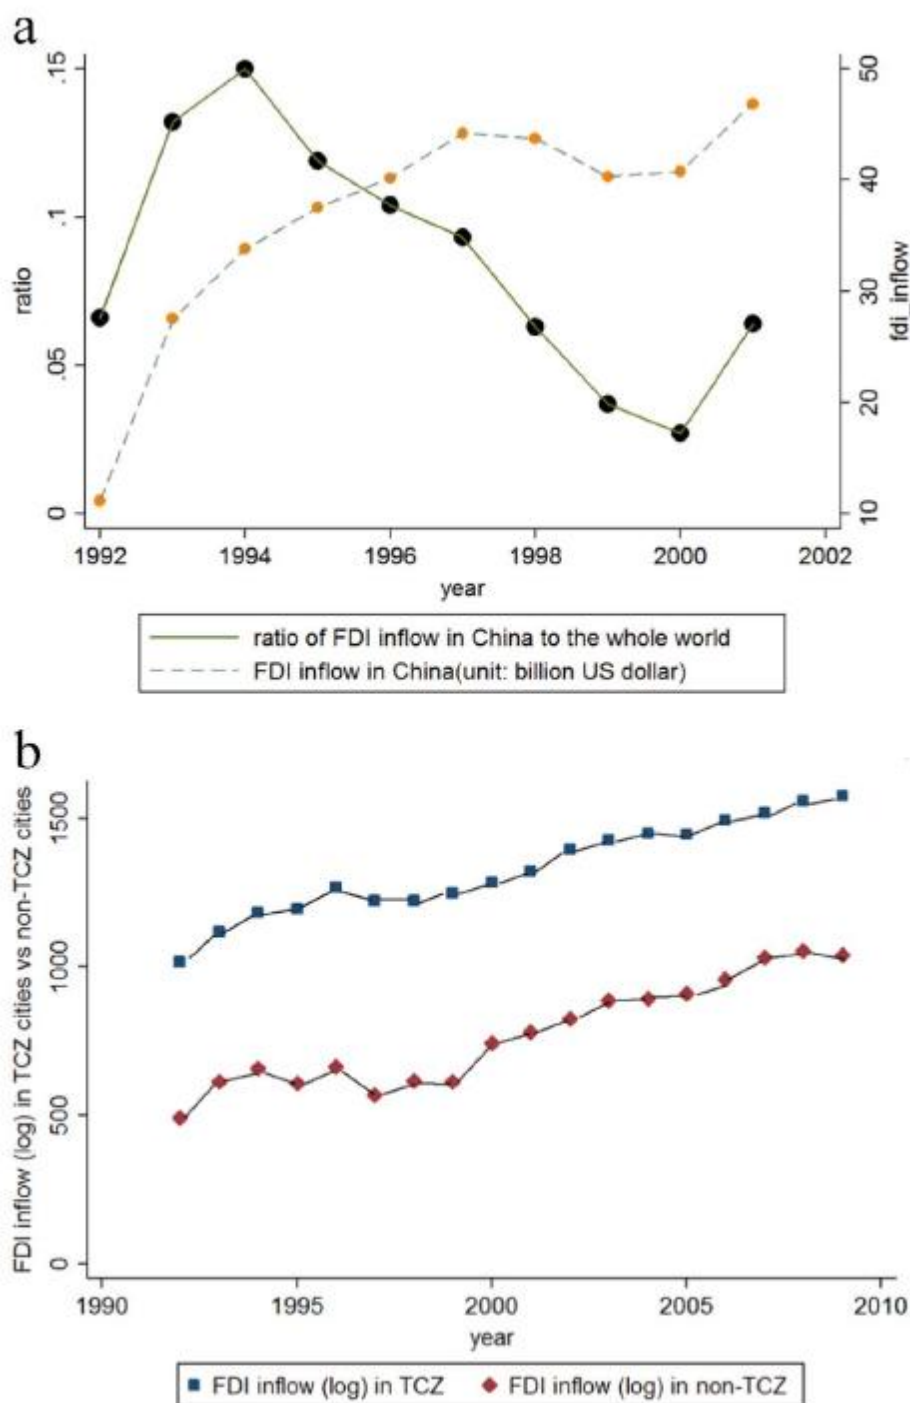 a
.15
.1
.05
0
ratio
50
40
30
20
10
fdi_inflow
1992 1994 1996 1998 2000 2002
year
ratio of FDI inflow in China to the whole world
FDI inflow in China(unit: billion US dollar)
b
FDI inflow (log) in TCZ cities vs non-TCZ cities
1500
1000
500
0
1990 1995 2000 2005 2010
year
FDI inflow (log) in TCZ FDI inflow (log) in non-TCZ